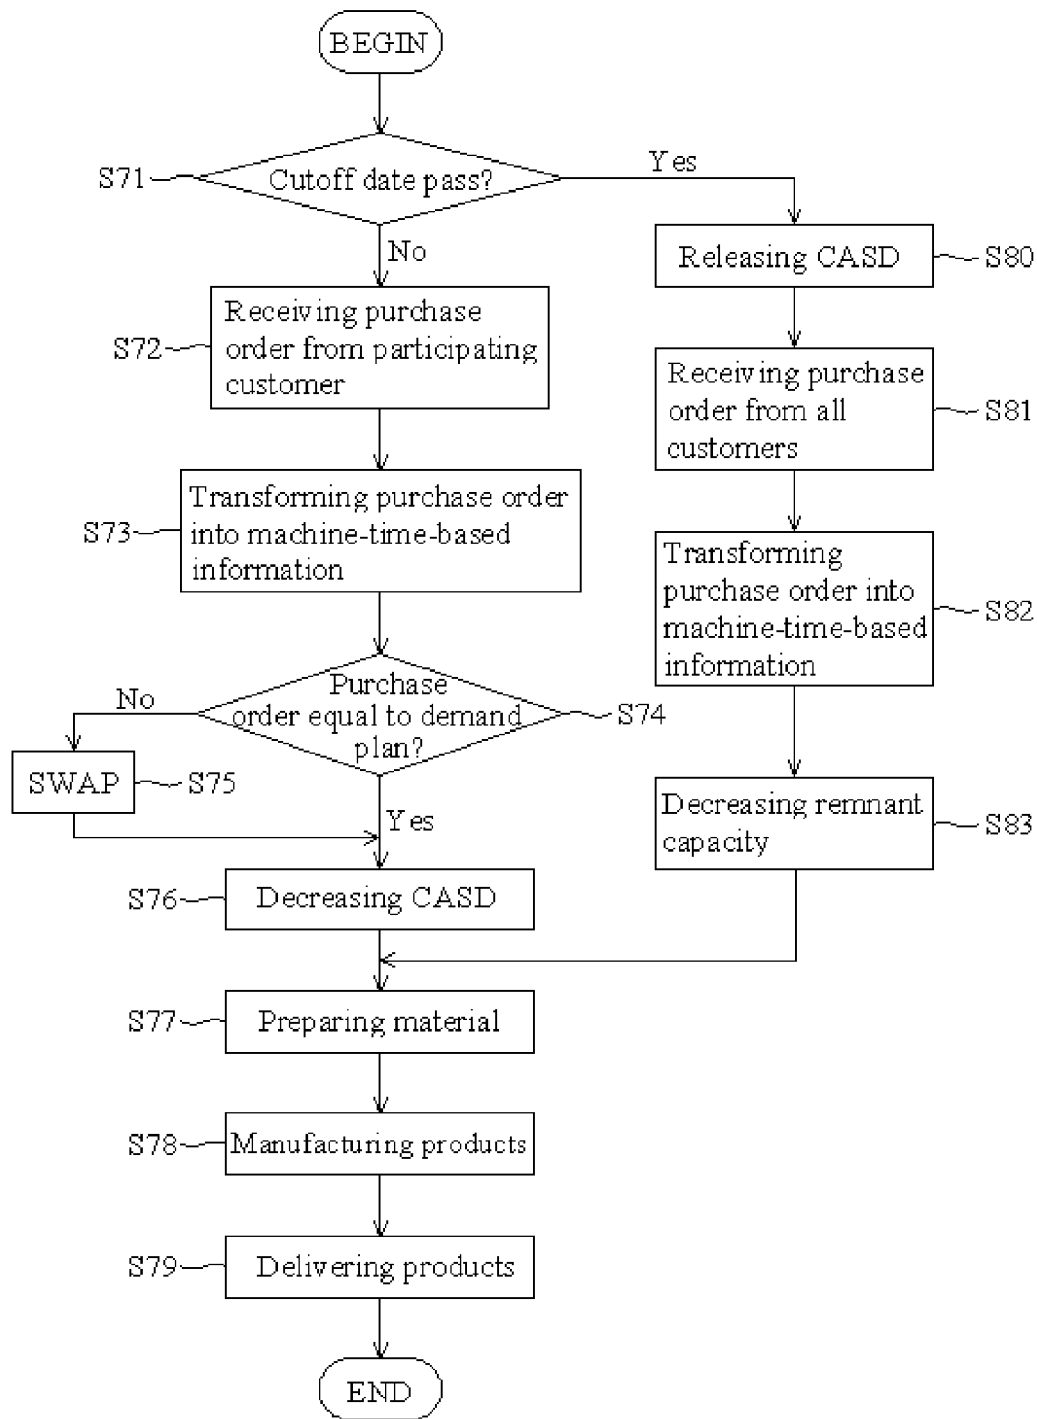 BEGIN
S71
Cutoff date pass?
Yes
No
Releasing CASD
S80
Receiving purchase
order from participating
customer
S72
Receiving purchase
order from all
customers
S81
Transforming purchase order
into machine-time-based
information
S73
Transforming
purchase order into
machine-time-based
information
S82
Purchase
order equal to demand
plan?
S74
No
SWAP
S75
Yes
Decreasing remnant
capacity
S83
S76
Decreasing CASD
S77
Preparing material
S78
Manufacturing products
S79
Delivering products
END